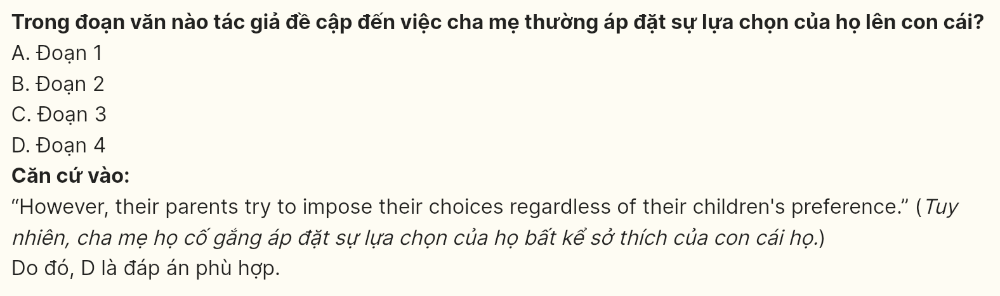 Trong đoạn văn nào tác giả đề cập đến việc cha mẹ thường áp đặt sự lựa chọn của họ lên con cái?
A. Đoạn 1
B. Đoạn 2
C. Đoạn 3
D. Đoạn 4
Căn cứ vào:
“However, their parents try to impose their choices regardless of their children's preference.” (Tuy
nhiên, cha mẹ họ cố gắng áp đặt sự lựa chọn của họ bất kể sở thích của con cái họ.)
Do đó, D là đáp án phù hợp.